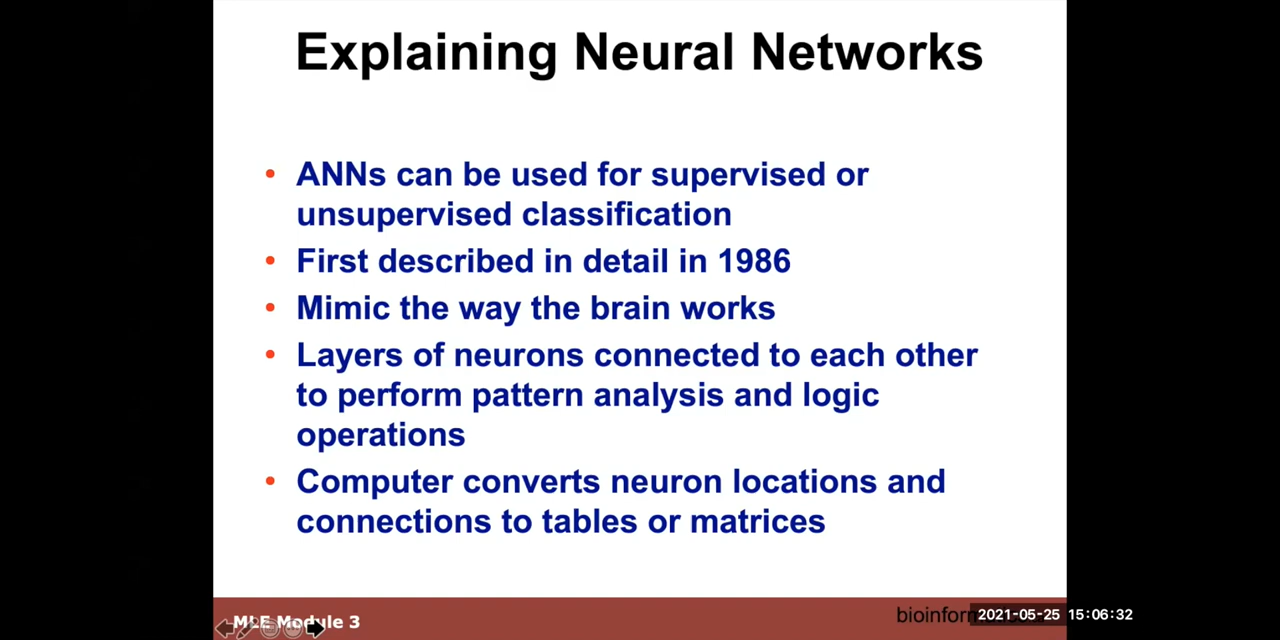 Explaining Neural Networks
• ANNs can be used for supervised or
unsupervised classification
• First described in detail in 1986
• Mimic the way the brain works
• Layers of neurons connected to each other
to perform pattern analysis and logic
operations
• Computer converts neuron locations and
connections to tables or matrices
MLE Module 3
2021-05-25 15:06:32